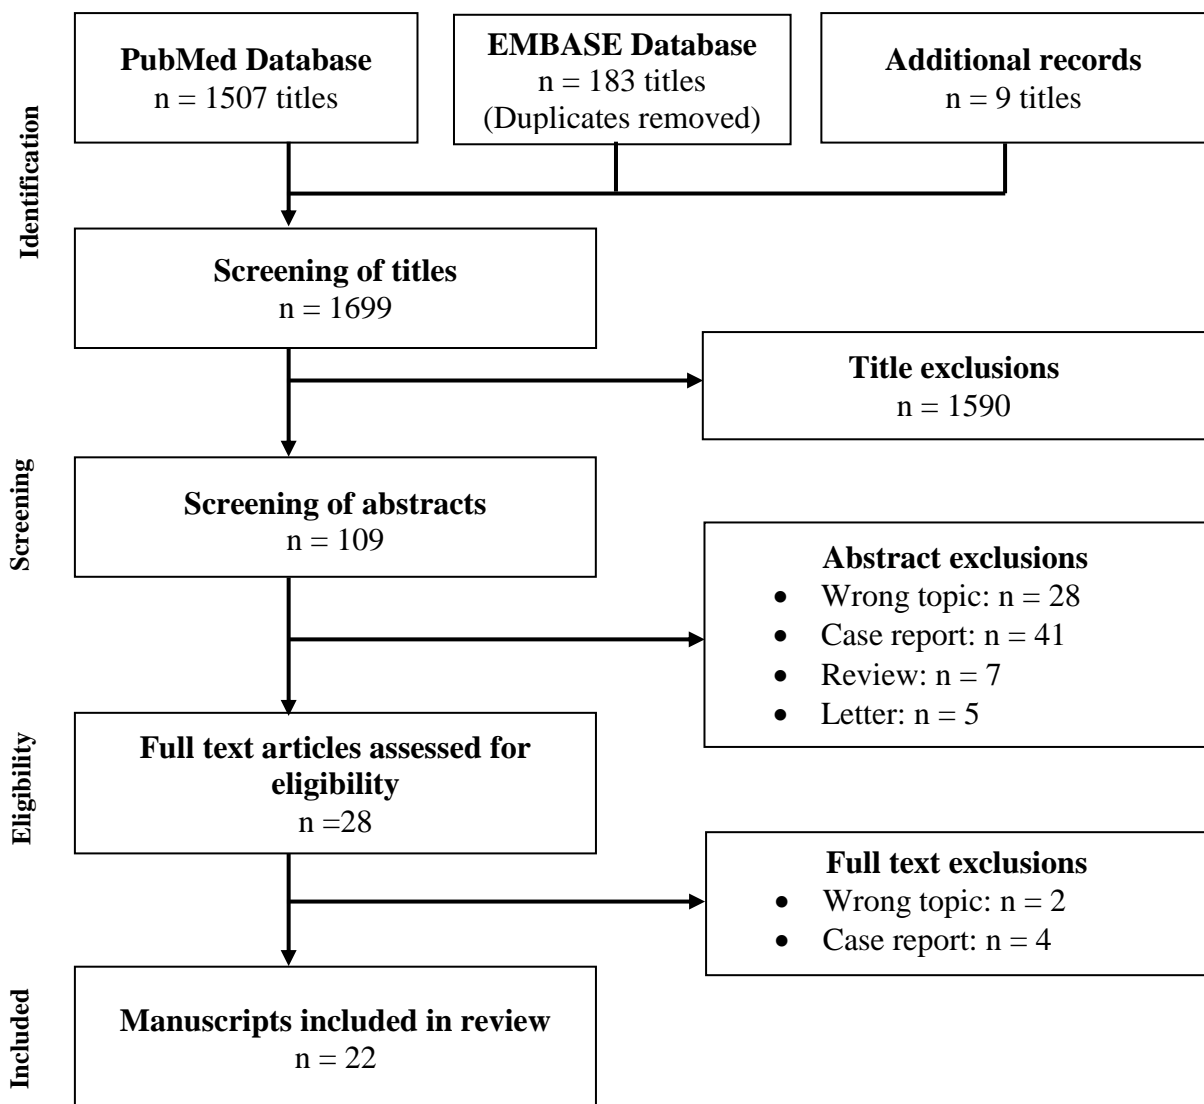 PubMed Database
n = 1507 titles
EMBASE Database
n = 183 titles
(Duplicates removed)
Additional records
n = 9 titles
Identification
Screening of titles
n = 1699
Title exclusions
n = 1590
Screening
Screening of abstracts
n = 109
Abstract exclusions
• Wrong topic: n = 28
• Case report: n = 41
• Review: n = 7
• Letter: n = 5
Eligibility
Full text articles assessed for
eligibility
n =28
Full text exclusions
• Wrong topic: n = 2
• Case report: n = 4
Included
Manuscripts included in review
n = 22